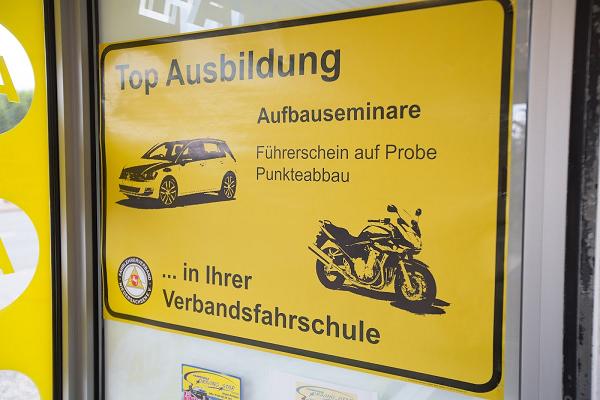 Top Ausbildung
Aufbauseminare
Führerschein auf Probe
Punkteabbau
... in Ihrer
Verbandsfahrschule